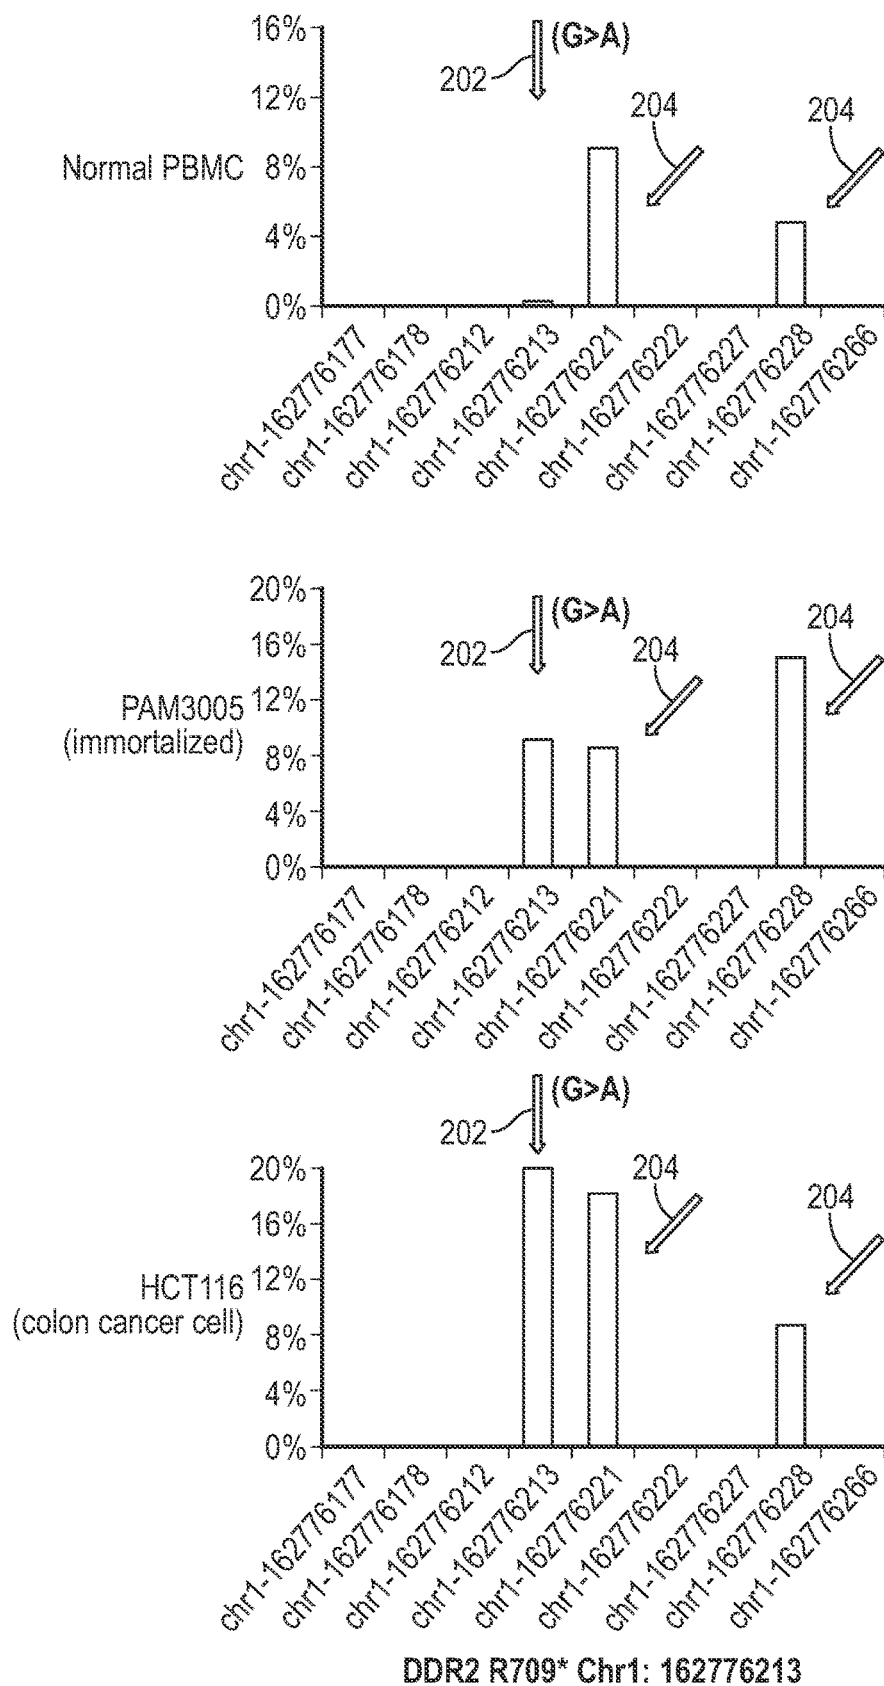 16%
(G>A)
202
12%
204
204
Normal PBMC
8%
4%
0%
chr1-162776177
chr1-162776178
chr1-162776212
chr1-162776213
chr1-162776221
chr1-162776222
chr1-162776227
chr1-162776228
chr1-162776266
20%
(G>A)
202
204
204
16%
PAM3005
(immortalized)
12%
8%
4%
0%
chr1-162776177
chr1-162776178
chr1-162776212
chr1-162776213
chr1-162776221
chr1-162776222
chr1-162776227
chr1-162776228
chr1-162776266
(G>A)
202
20%
204
204
16%
HCT116
(colon cancer cell)
12%
8%
4%
0%
chr1-162776177
chr1-162776178
chr1-162776212
chr1-162776213
chr1-162776221
chr1-162776222
chr1-162776227
chr1-162776228
chr1-162776266
DDR2 R709* Chr1: 162776213